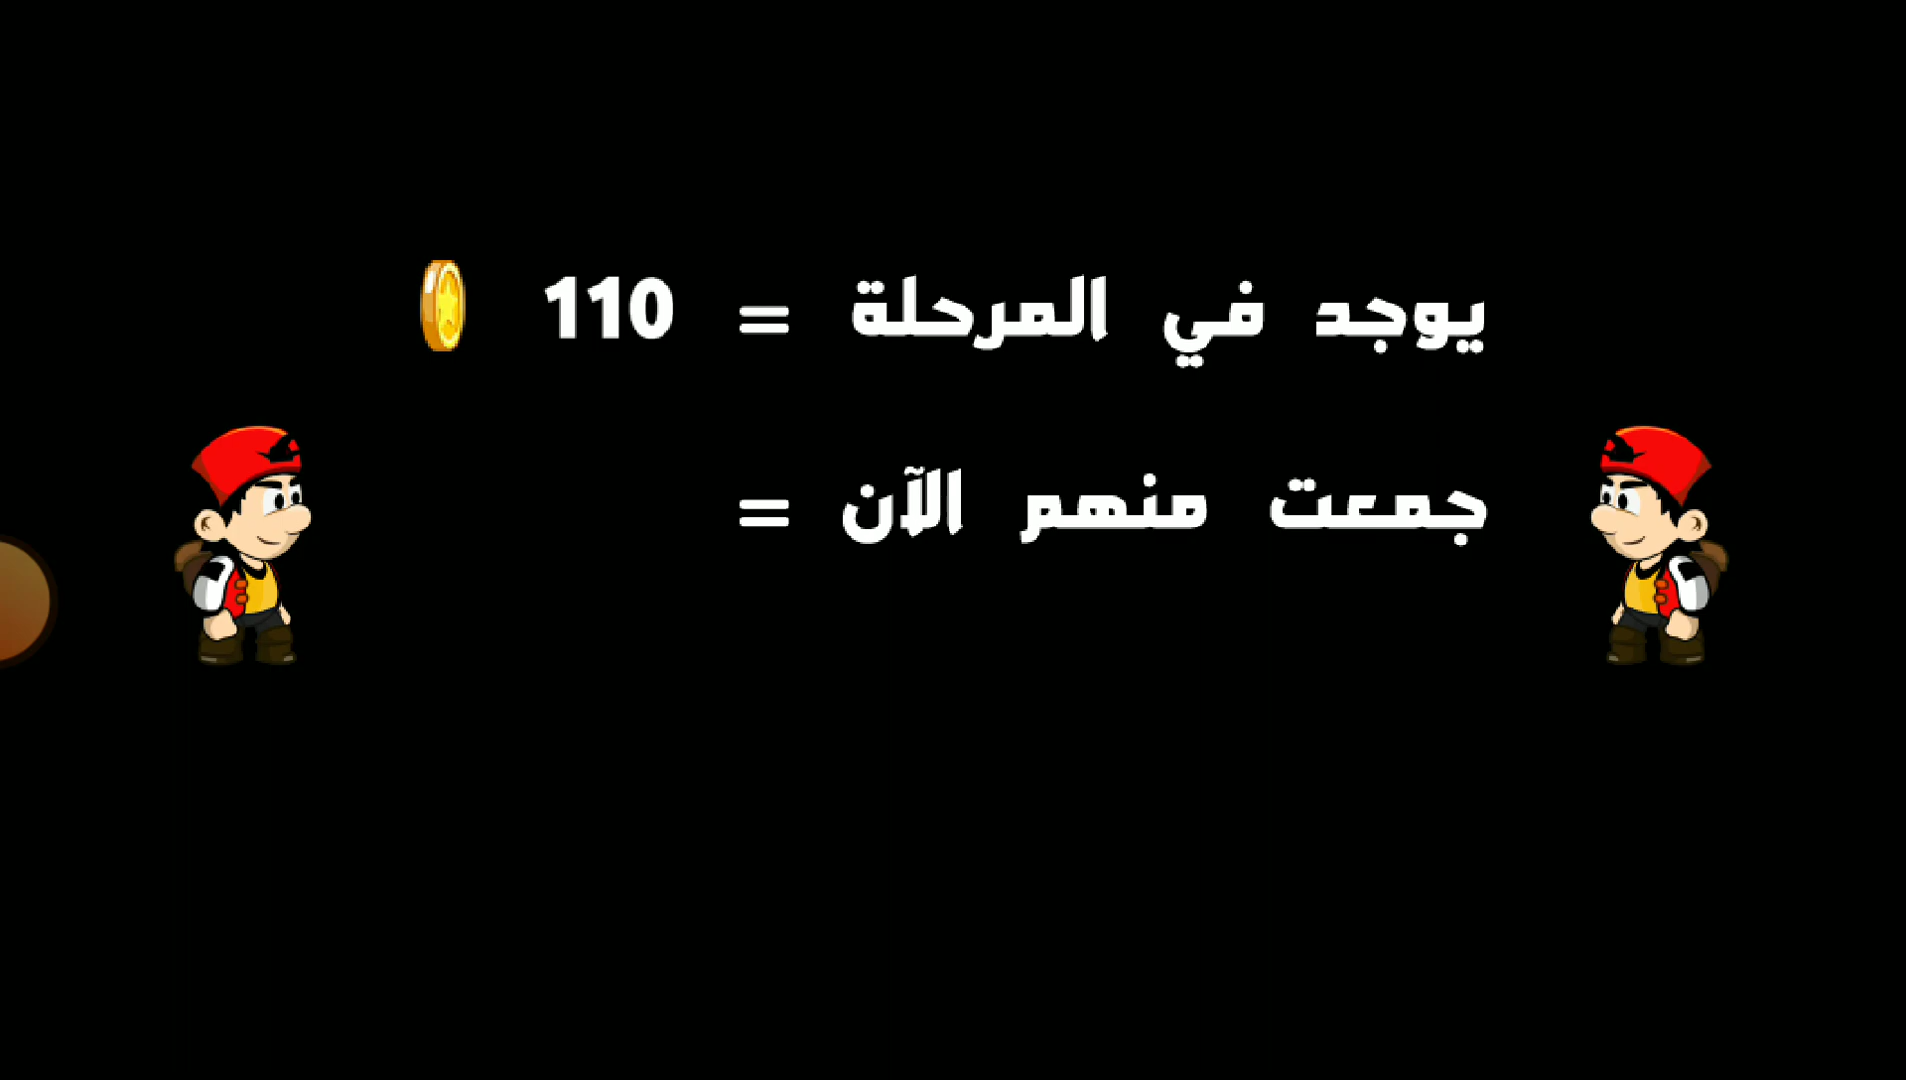 يوجد في المرحلة = 110
جمعت منهم الآن =